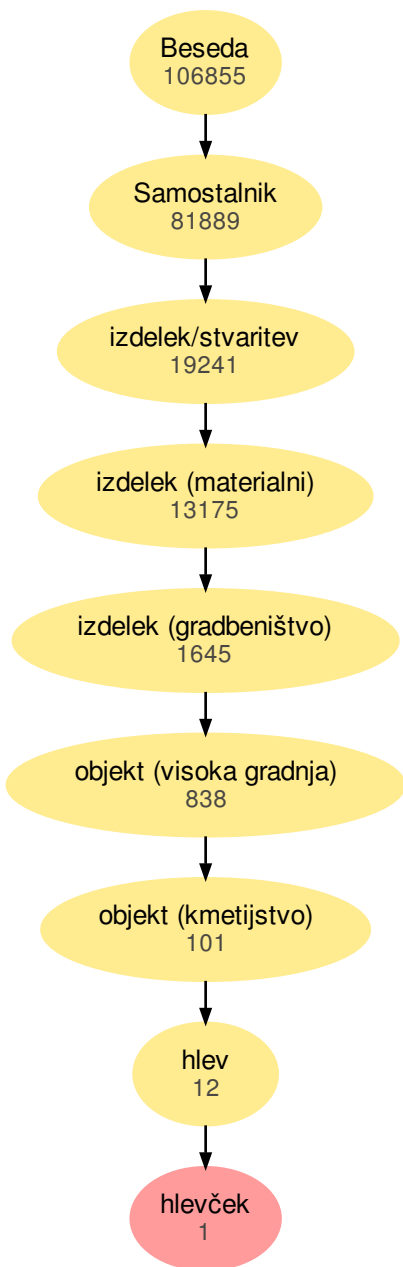 Beseda
106855
Samostalnik
81889
izdelek/stvaritev
19241
izdelek (materialni)
13175
izdelek (gradbeništvo)
1645
objekt (visoka gradnja)
838
objekt (kmetijstvo)
101
hlev
12
hlevček
1